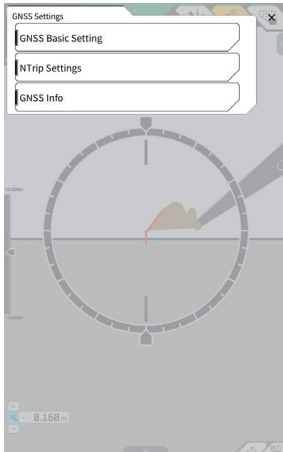 GNSS Settings
GNSS Basic Setting
NTrip Settings
GNSS Info
- 0.160 m